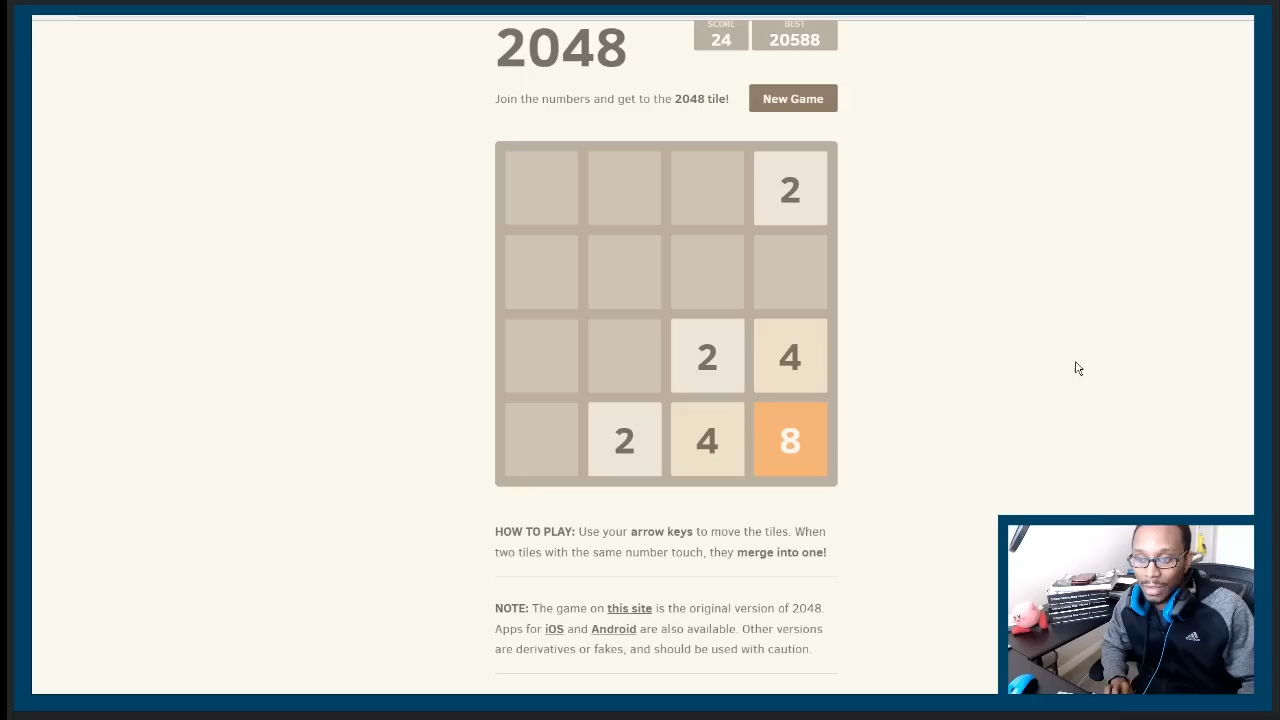 2048
SCORE
24
BEST
20588
Join the numbers and get to the 2048 tile!
New Game
2
2 4
2 4 8
HOW TO PLAY: Use your arrow keys to move the tiles. When
two tiles with the same number touch, they merge into one!
NOTE: The game on this site is the original version of 2048.
Apps for iOS and Android are also available. Other versions
are derivatives or fakes, and should be used with caution.